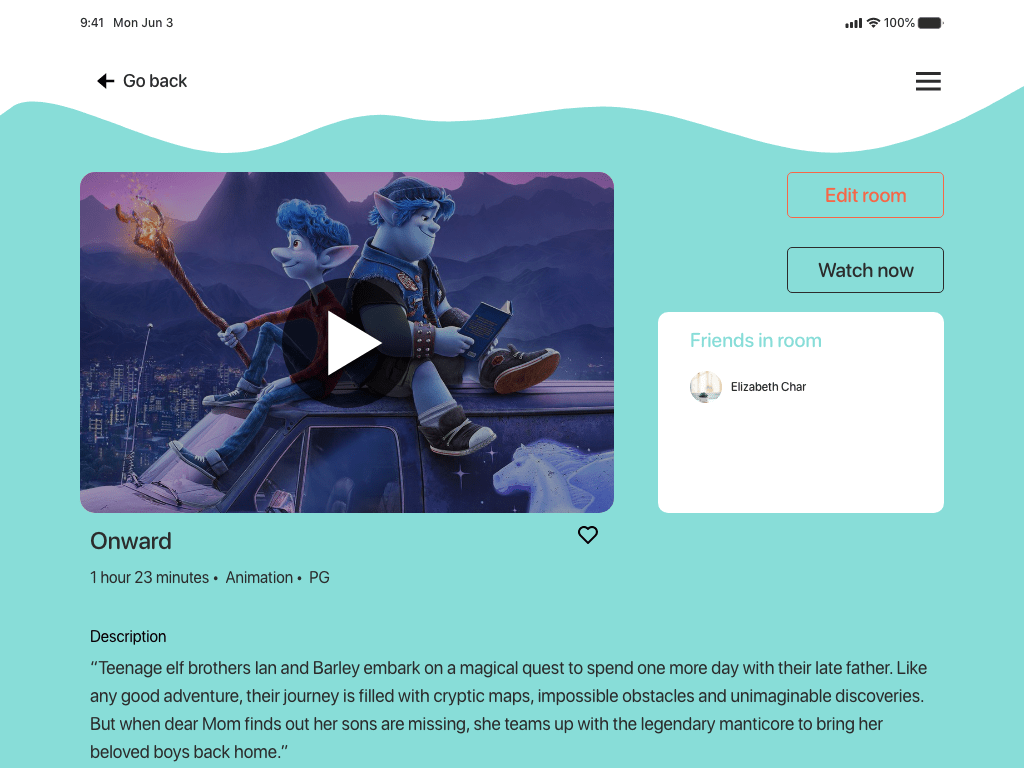 9:41 Mon Jun 3
100%
Go back
Edit room
Watch now
Friends in room
Elizabeth Char
Onward
1 hour 23 minutes • Animation • PG
Description
“Teenage elf brothers Ian and Barley embark on a magical quest to spend one more day with their late father. Like
any good adventure, their journey is filled with cryptic maps, impossible obstacles and unimaginable discoveries.
But when dear Mom finds out her sons are missing, she teams up with the legendary manticore to bring her
beloved boys back home.”